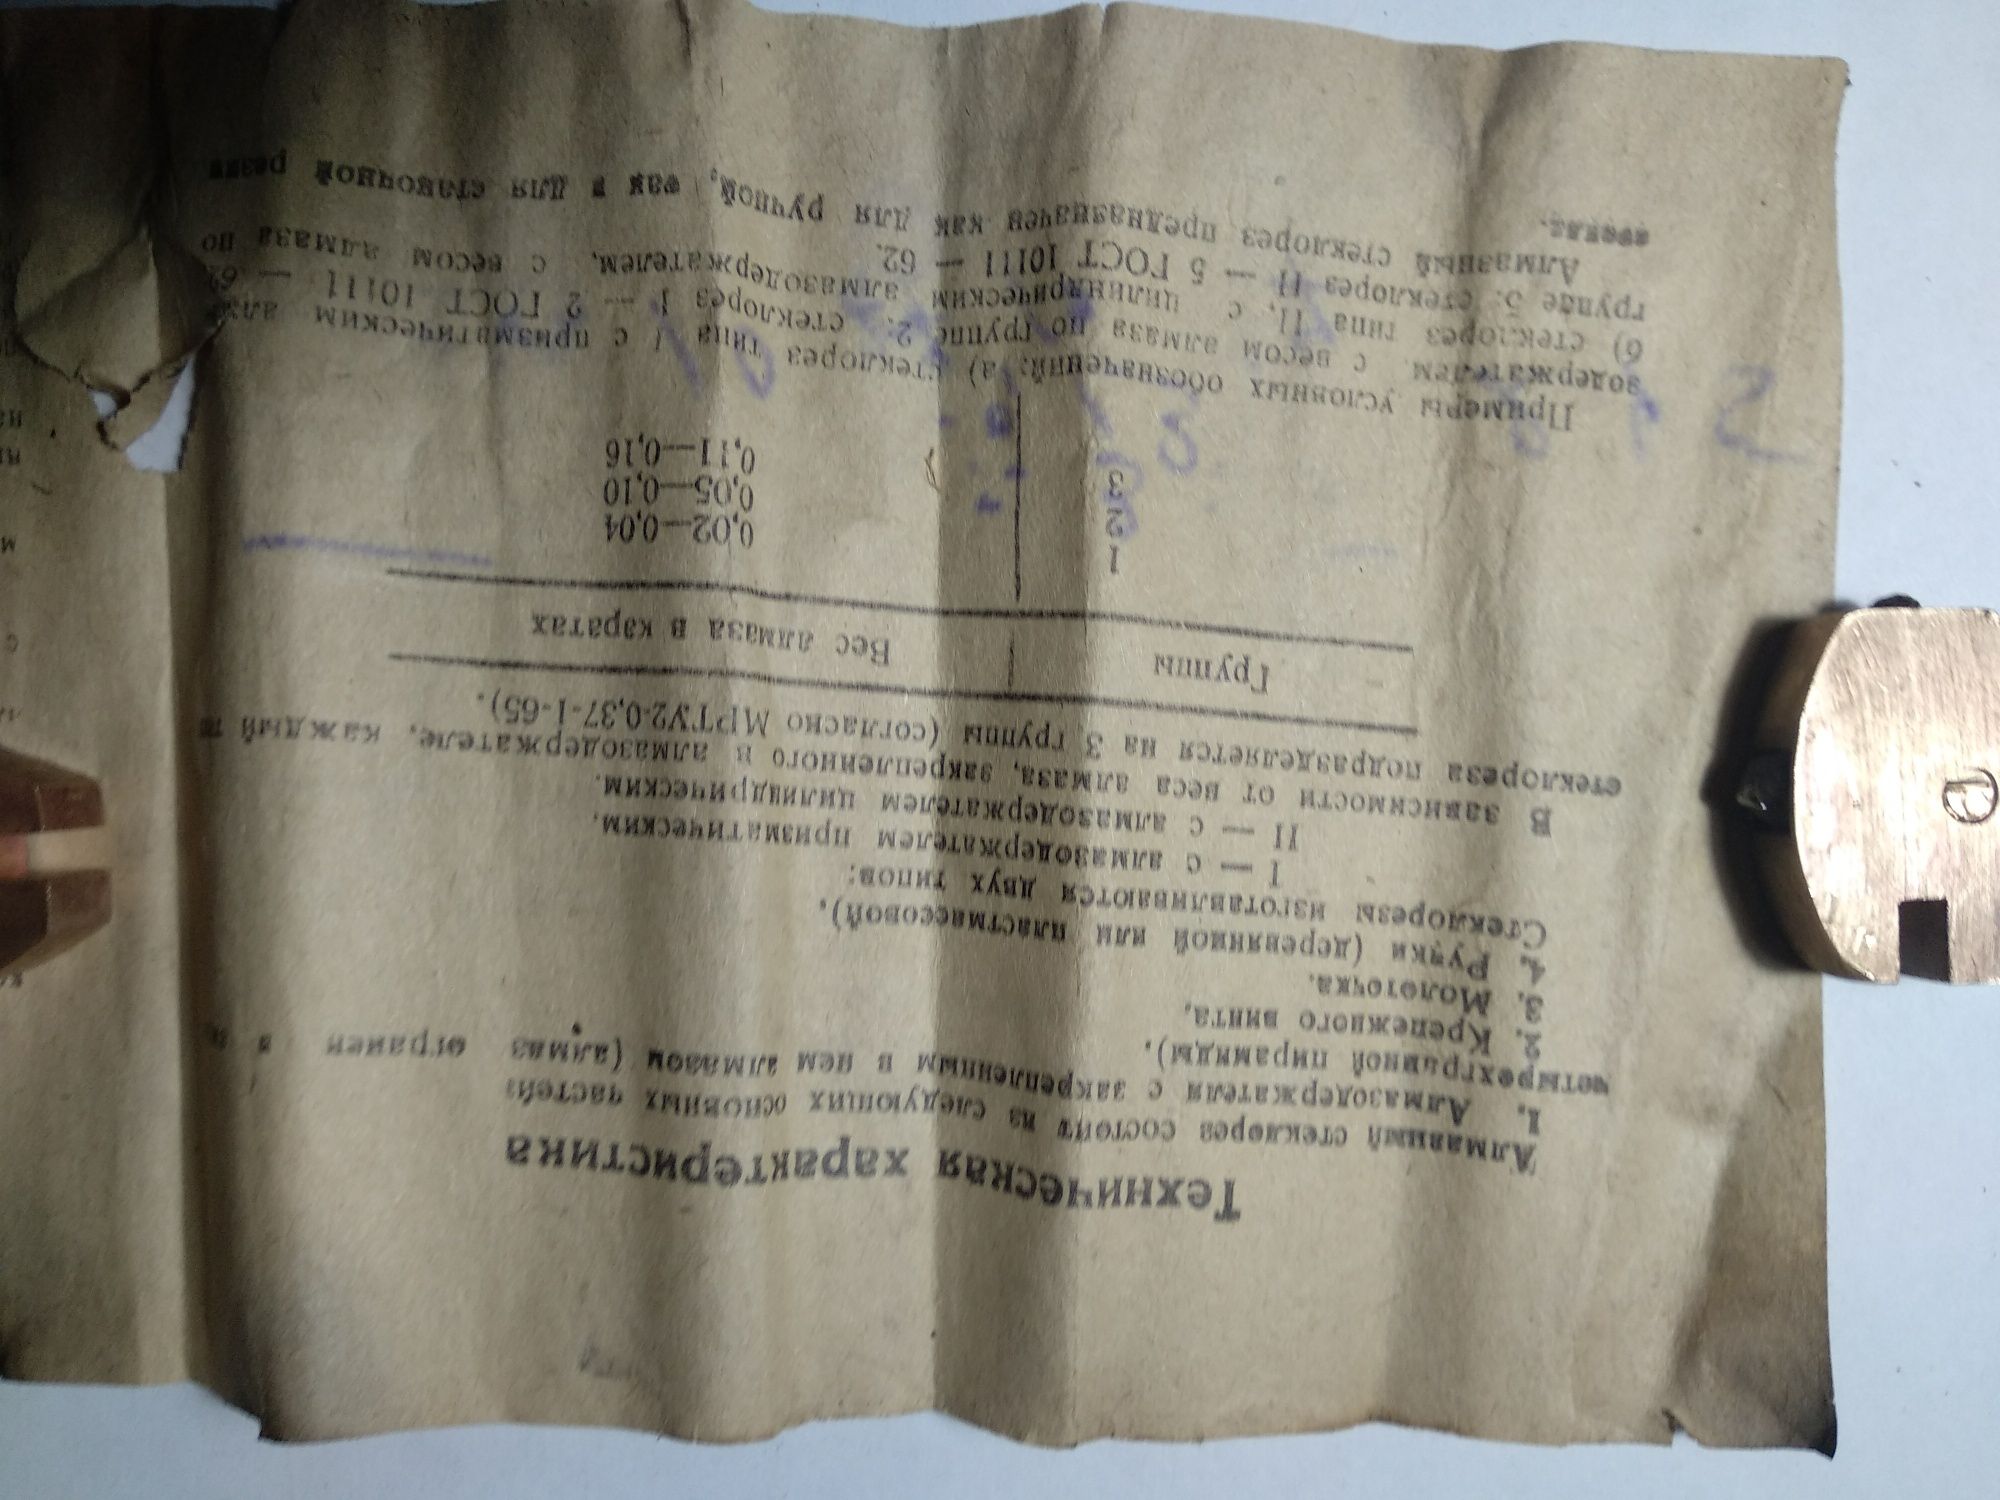 Техническая характеристика
Алмазный стеклорез состоит из следующих основных частей:
1. Алмазодержателя с закрепленным в нем алмазом (алмаз огранен в
четырехгранной пирамиды).
2. Крепежного винта,
3. Молоточка.
4. Ручки (деревянной или пластмассовой).
Стеклорезы изготавливаются двух типов:
I — с алмазодержателем призматическим.
II — с алмазодержателем цилиндрическим.
В зависимости от веса алмаза, закрепленного в алмазодержателе, каждый
стеклореза подразделяется на 3 группы (согласно МРТУ2-0,37-1-65).
Группы Вес алмаза в каратах
1 0,02—0,04
2 0,05—0,10
3 0,11—0,16
Примеры условных обозначений: а) стеклорез типа I с призматическим алма
зодержателем с весом алмаза по группе 2: стеклорез I — 2 ГОСТ 10111 — 62
б) стеклорез типа II, с цилиндрическим алмазодержателем, с весом алмаза по
группе 5: стеклорез II — 5 ГОСТ 10111 — 62.
Алмазный стеклорез предназначен как для ручной, так и для станочной резки